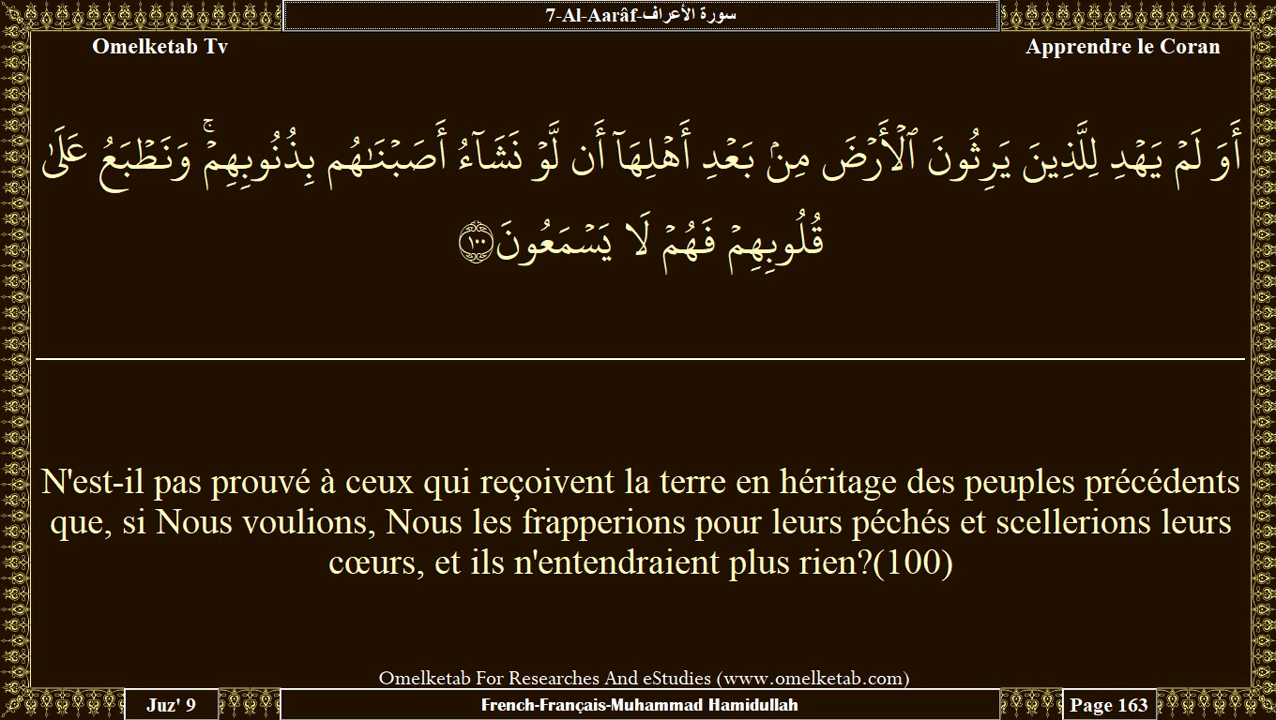 7-Al-Aarâf-سورة الأعراف
Omelketab Tv
Apprendre le Coran
أَوَ لَمۡ يَهۡدِ لِلَّذِينَ يَرِثُونَ ٱلۡأَرۡضَ مِنۢ بَعۡدِ أَهۡلِهَآ أَن لَّوۡ نَشَآءُ أَصَبۡنَٰهُم بِذُنُوبِهِمۡۚ وَنَطۡبَعُ عَلَىٰ
قُلُوبِهِمۡ فَهُمۡ لَا يَسۡمَعُونَ ١٠٠
N'est-il pas prouvé à ceux qui reçoivent la terre en héritage des peuples précédents
que, si Nous voulions, Nous les frapperions pour leurs péchés et scellerions leurs
cœurs, et ils n'entendraient plus rien?(100)
Omelketab For Researches And eStudies (www.omelketab.com)
Juz' 9
French-Français-Muhammad Hamidullah
Page 163